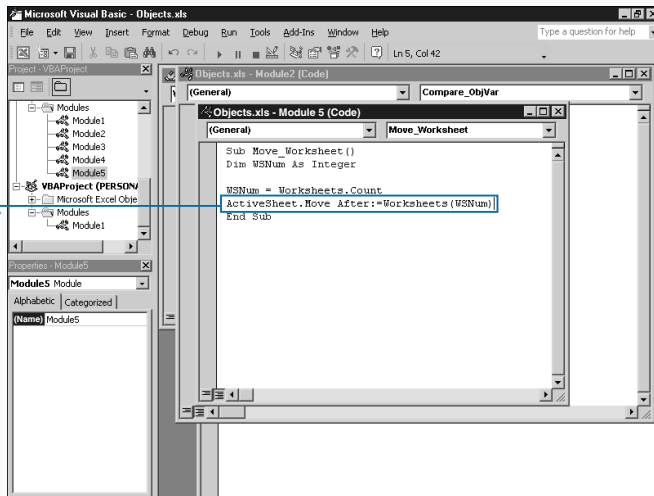 Microsoft Visual Basic - Objects.xls
File Edit View Insert Format Debug Run Tools Add-Ins Window Help
Type a question for help
Ln 5, Col 42
Project - VBAProject
Modules
Module1
Module2
Module3
Module4
Module5
VBAProject (PERSON
Microsoft Excel Obje
Modules
Module1
Properties - Module5
Module5 Module
Alphabetic Categorized
(Name) Module5
Objects.xls - Module2 (Code)
(General) Compare_ObjVar
Objects.xls - Module 5 (Code)
(General) Move_Worksheet
Sub Move_Worksheet()
Dim WSNum As Integer
WSNum = Worksheets.Count
ActiveSheet.Move After:=Worksheets(WSNum)
End Sub